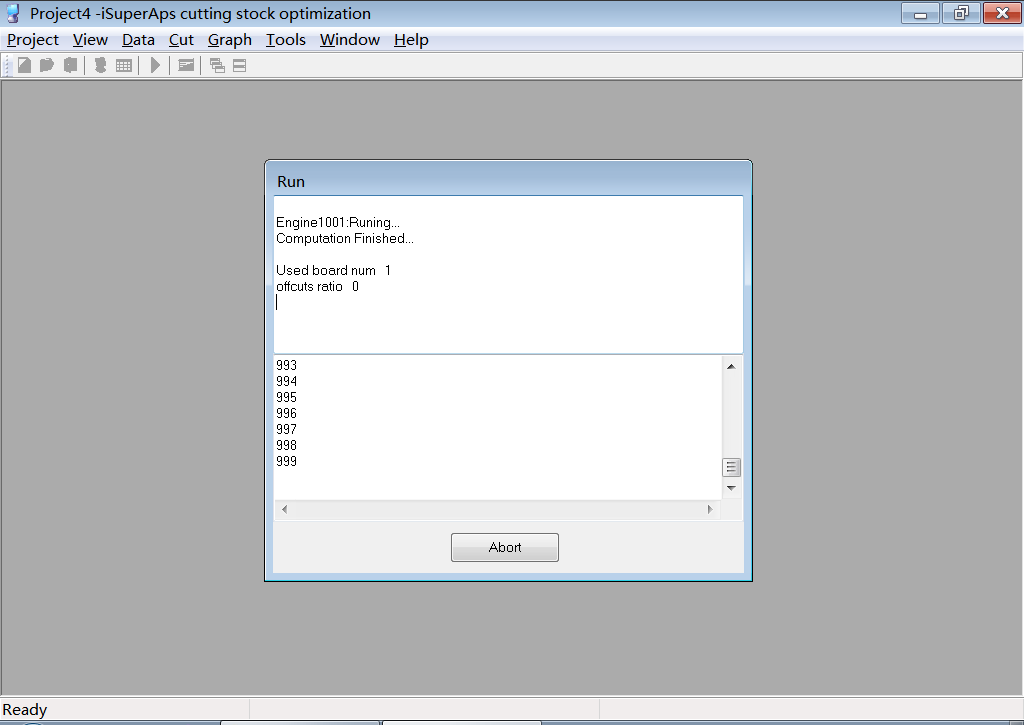 Project4 -iSuperAps cutting stock optimization
Project View Data Cut Graph Tools Window Help
Run
Engine1001:Runing...
Computation Finished...
Used board num 1
offcuts ratio 0
993
994
995
996
997
998
999
Abort
Ready